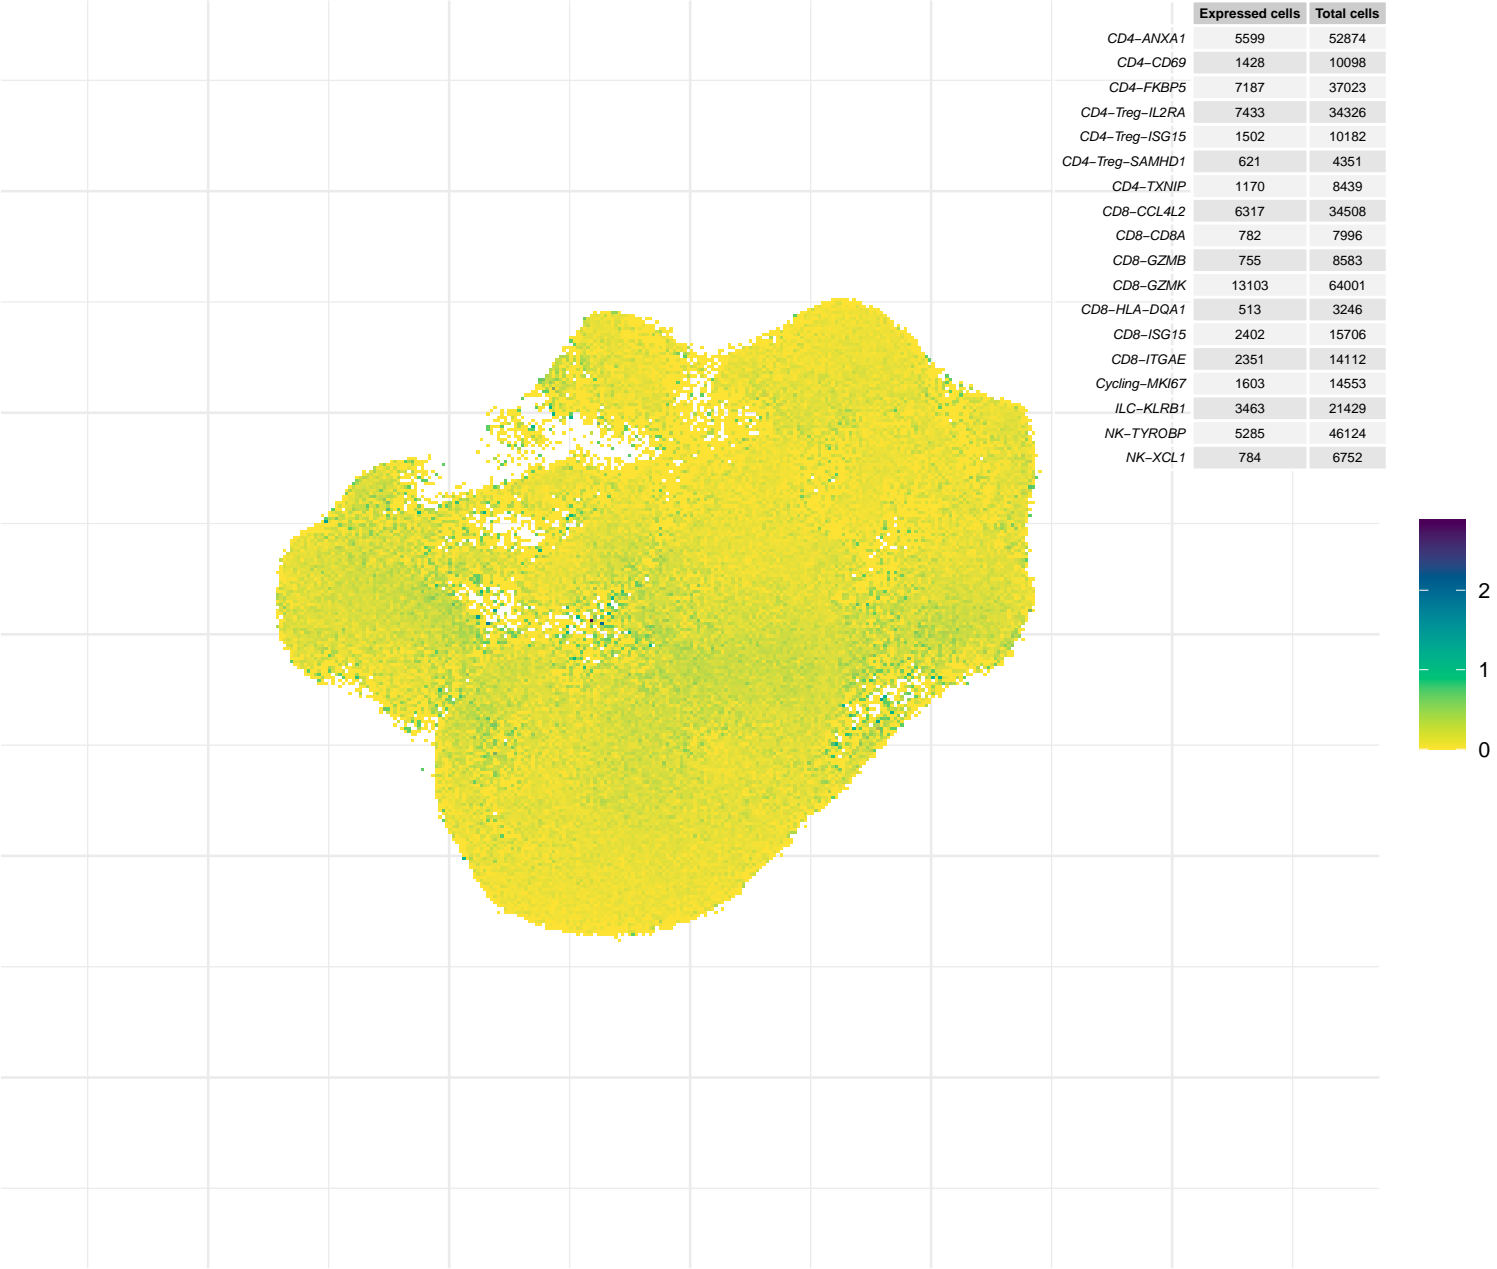 Expressed cells Total cells
CD4−ANXA1 5599 52874
CD4−CD69 1428 10098
CD4−FKBP5 7187 37023
CD4−Treg−IL2RA 7433 34326
CD4−Treg−ISG15 1502 10182
CD4−Treg−SAMHD1 621 4351
CD4−TXNIP 1170 8439
CD8−CCL4L2 6317 34508
CD8−CD8A 782 7996
CD8−GZMB 755 8583
CD8−GZMK 13103 64001
CD8−HLA−DQA1 513 3246
CD8−ISG15 2402 15706
CD8−ITGAE 2351 14112
Cycling−MKI67 1603 14553
ILC−KLRB1 3463 21429
NK−TYROBP 5285 46124
NK−XCL1 784 6752
2
1
0